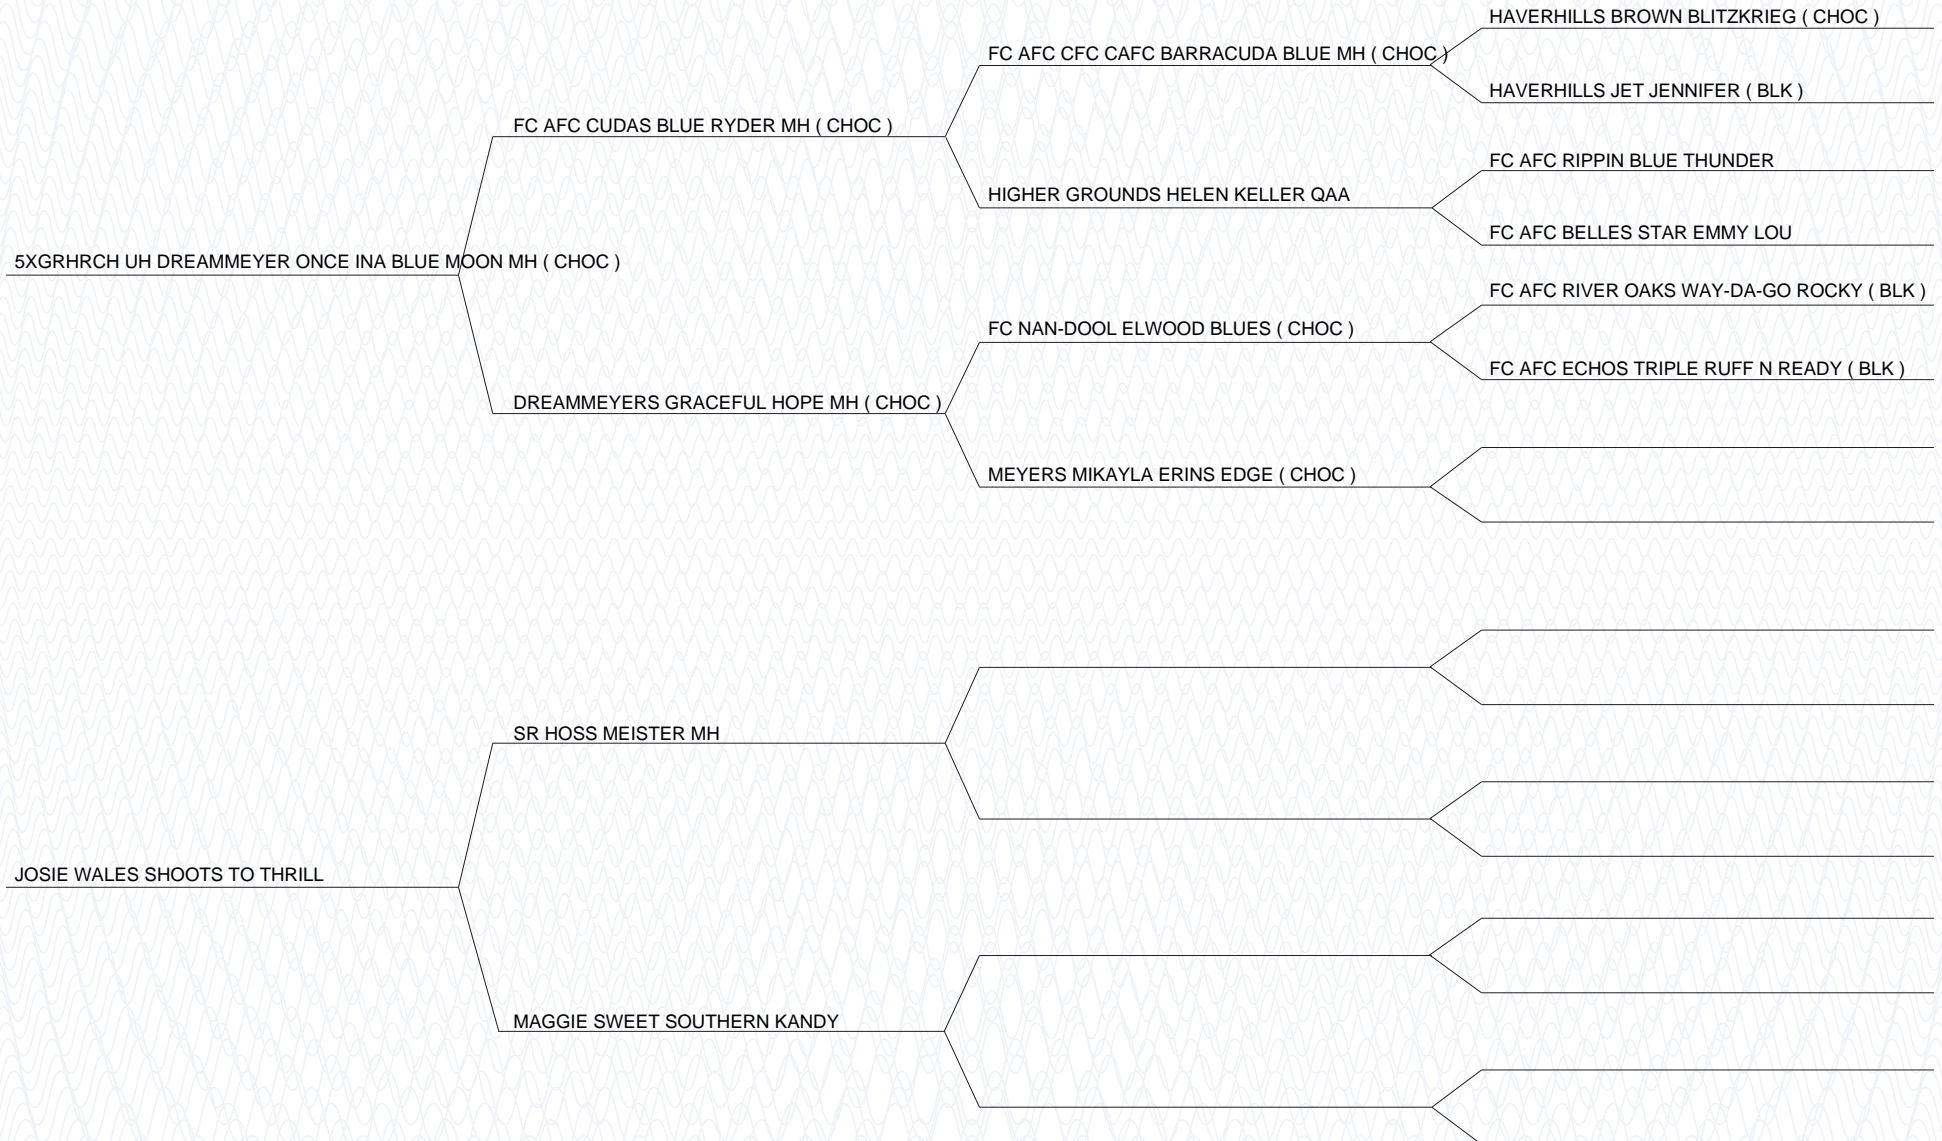 HAVERHILLS BROWN BLITZKRIEG ( CHOC )
FC AFC CFC CAFC BARRACUDA BLUE MH ( CHOC )
HAVERHILLS JET JENNIFER ( BLK )
FC AFC CUDAS BLUE RYDER MH ( CHOC )
FC AFC RIPPIN BLUE THUNDER
HIGHER GROUNDS HELEN KELLER QAA
FC AFC BELLES STAR EMMY LOU
5XGRHRCH UH DREAMMEYER ONCE INA BLUE MOON MH ( CHOC )
FC AFC RIVER OAKS WAY-DA-GO ROCKY ( BLK )
FC NAN-DOOL ELWOOD BLUES ( CHOC )
FC AFC ECHOS TRIPLE RUFF N READY ( BLK )
DREAMMEYERS GRACEFUL HOPE MH ( CHOC )
MEYERS MIKAYLA ERINS EDGE ( CHOC )
SR HOSS MEISTER MH
JOSIE WALES SHOOTS TO THRILL
MAGGIE SWEET SOUTHERN KANDY